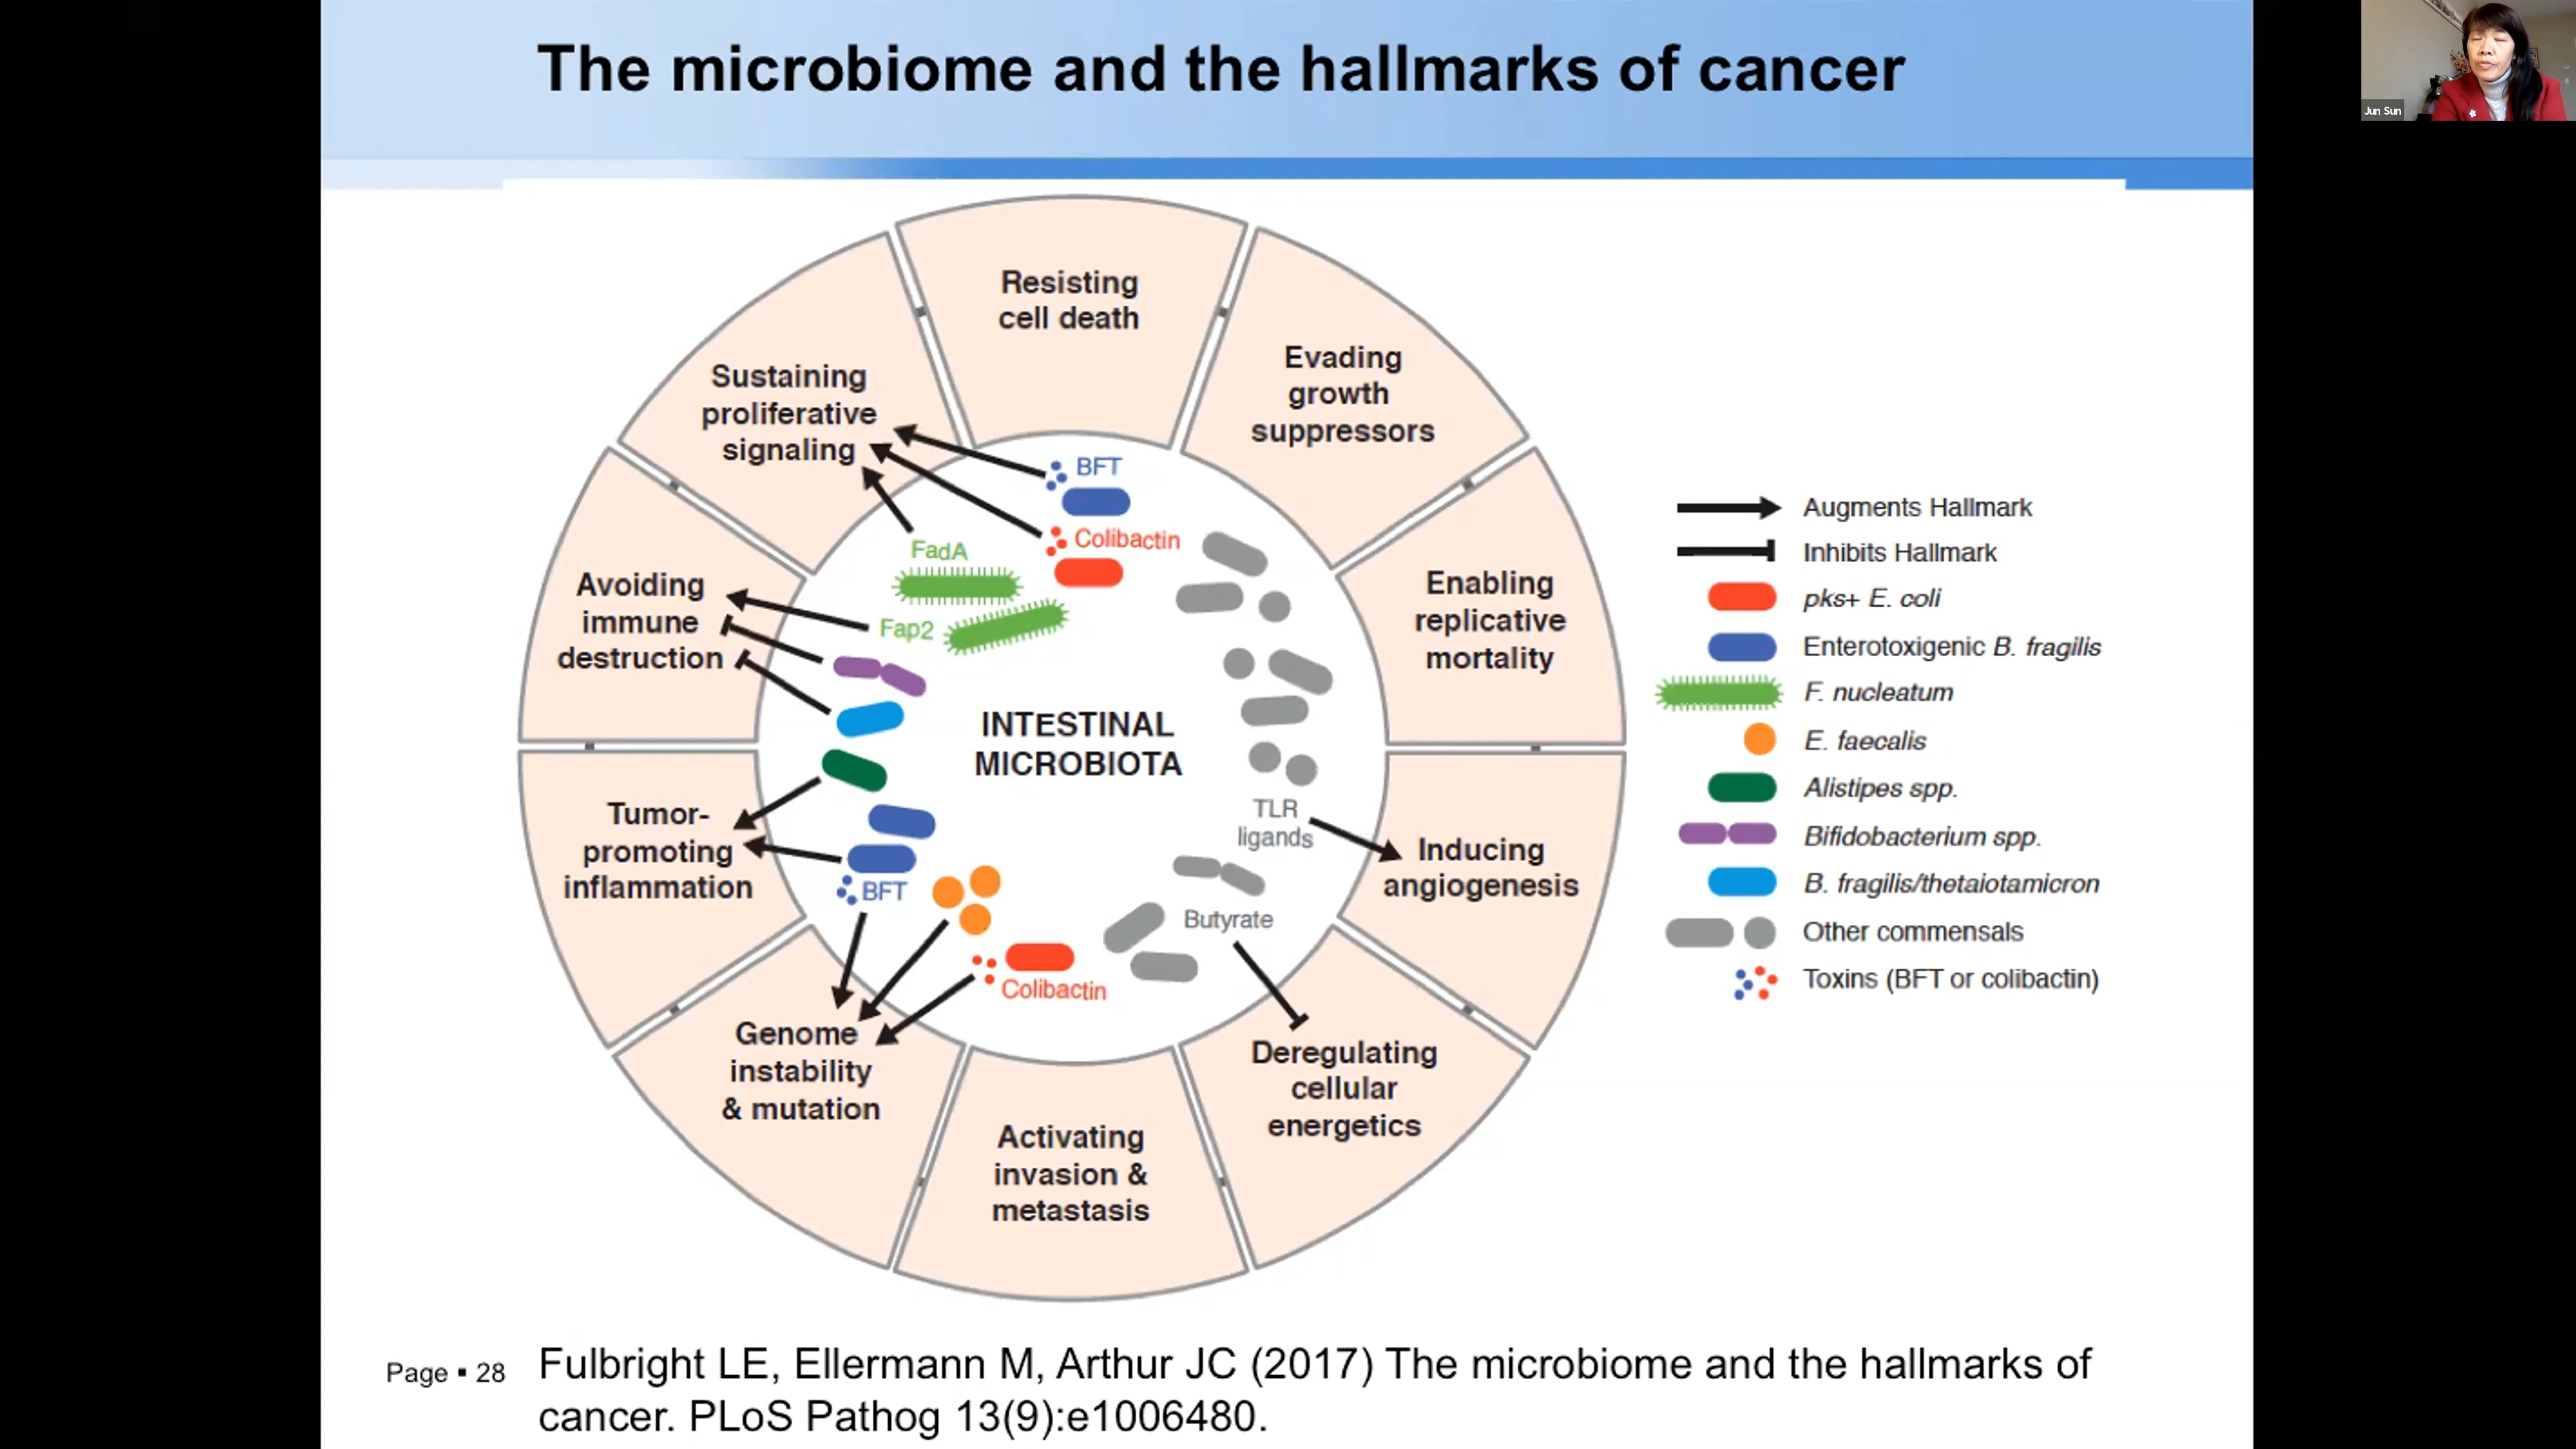 The microbiome and the hallmarks of cancer
Jun Sun
Resisting
cell death
Evading
growth
suppressors
Enabling
replicative
mortality
Inducing
angiogenesis
Deregulating
cellular
energetics
Activating
invasion &
metastasis
Genome
instability
& mutation
Tumor-
promoting
inflammation
Avoiding
immune
destruction
Sustaining
proliferative
signaling
BFT
Colibactin
FadA
Fap2
INTESTINAL
MICROBIOTA
TLR
ligands
BFT
Butyrate
Colibactin
Augments Hallmark
Inhibits Hallmark
pks+ E. coli
Enterotoxigenic B. fragilis
F. nucleatum
E. faecalis
Alistipes spp.
Bifidobacterium spp.
B. fragilis/thetaiotamicron
Other commensals
Toxins (BFT or colibactin)
Page ▪ 28
Fulbright LE, Ellermann M, Arthur JC (2017) The microbiome and the hallmarks of
cancer. PLoS Pathog 13(9):e1006480.